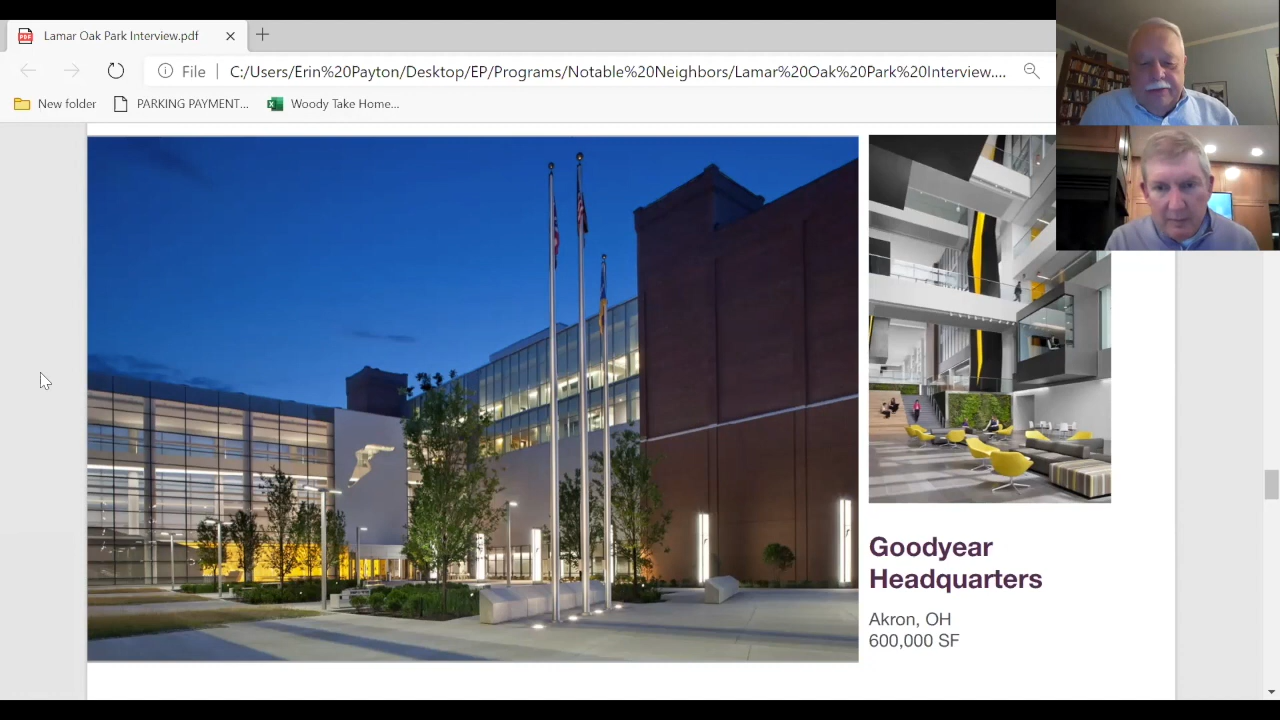 Lamar Oak Park Interview.pdf
File
C:/Users/Erin%20Payton/Desktop/EP/Programs/Notable%20Neighbors/Lamar%20Oak%20Park%20Interview....
New folder
PARKING PAYMENT...
Woody Take Home...
Goodyear
Headquarters
Akron, OH
600,000 SF